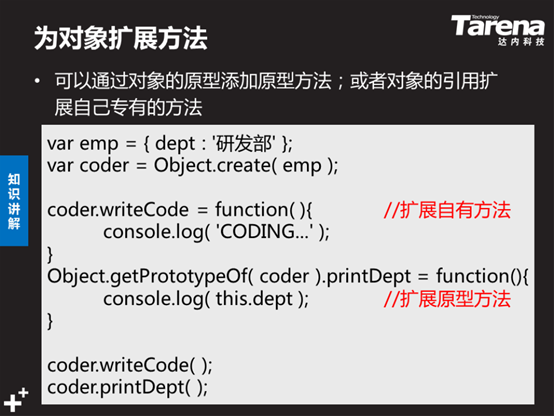 为对象扩展方法
Technology
Tarena
达内科技
• 可以通过对象的原型添加原型方法；或者对象的引用扩
展自己专有的方法
知识讲解
var emp = { dept : '研发部' };
var coder = Object.create( emp );
coder.writeCode = function( ){ //扩展自有方法
console.log( 'CODING...' );
}
Object.getPrototypeOf( coder ).printDept = function(){
console.log( this.dept ); //扩展原型方法
}
coder.writeCode( );
coder.printDept( );